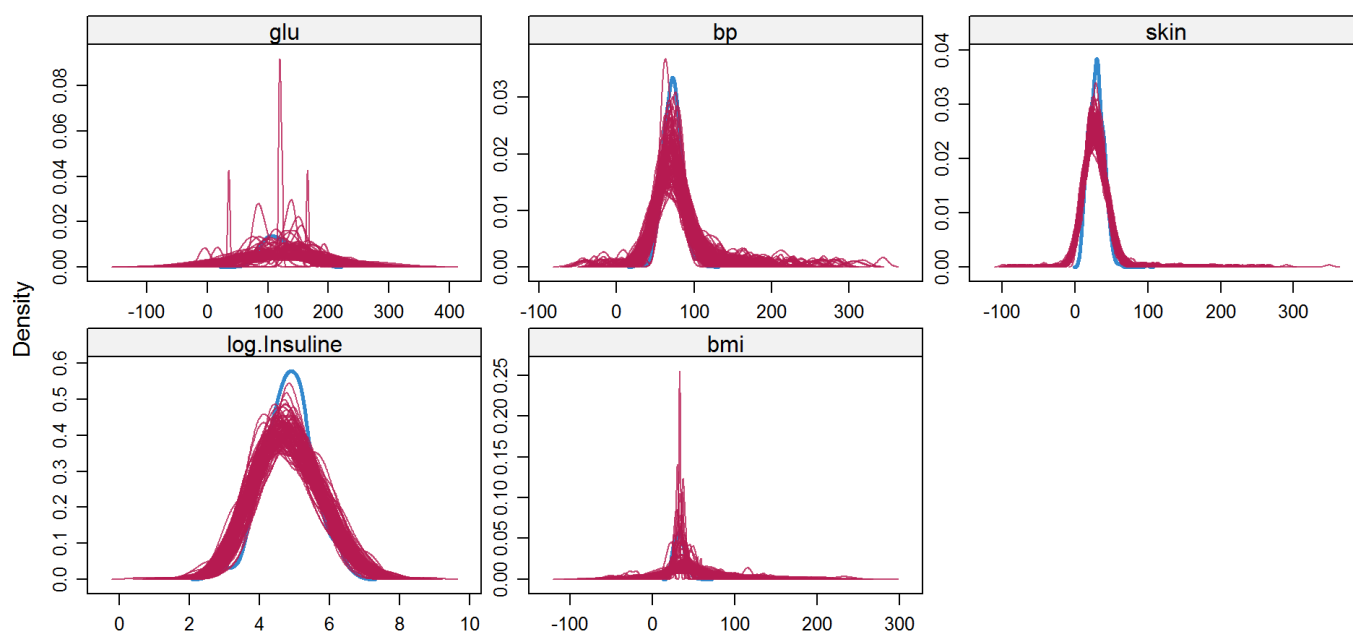 glu
bp
skin
0.00 0.02 0.04 0.06 0.08
0.00 0.01 0.02 0.03
0.00 0.01 0.02 0.03 0.04
-100 0 100 200 300 400
-100 0 100 200 300
-100 0 100 200 300
Density
log.Insuline
bmi
0.0 0.1 0.2 0.3 0.4 0.5 0.6
0.00 0.05 0.10 0.15 0.20 0.25
0 2 4 6 8 10
-100 0 100 200 300